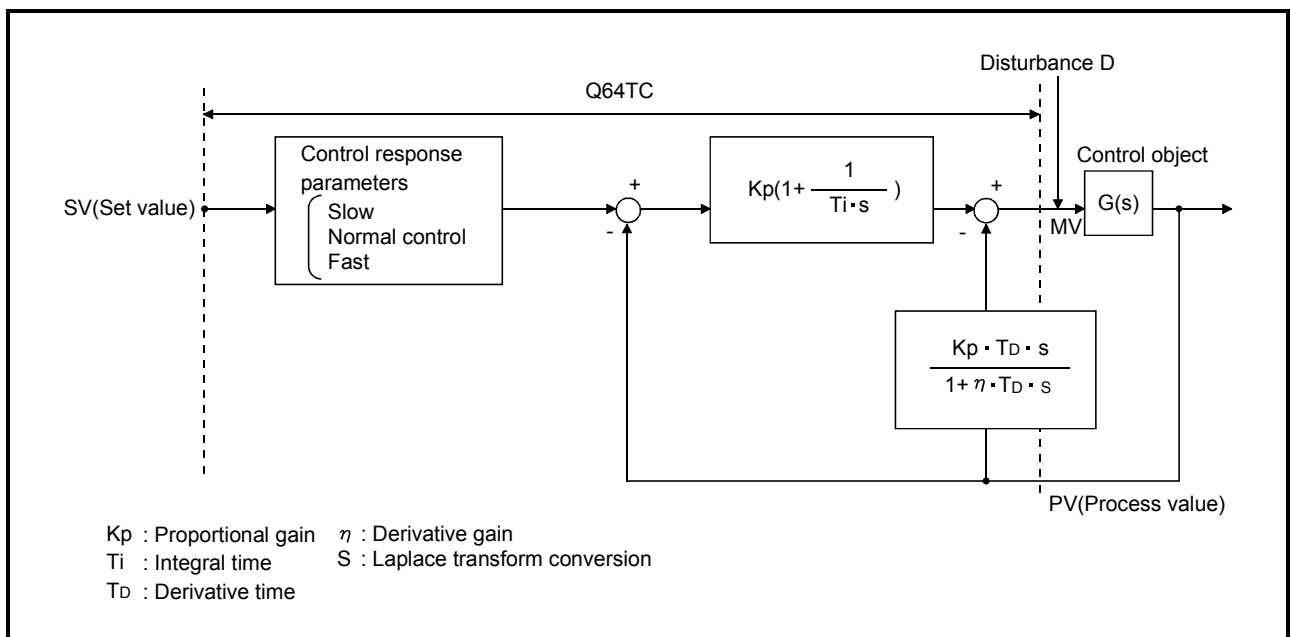 Disturbance D
Q64TC
Control response
parameters
Slow
Normal control
Fast
SV(Set value)
+
-
Kp(1+ 1 / Ti·s )
+
-
MV
Control object
G(s)
Kp · TD · s
1+ η · TD · s
PV(Process value)
Kp : Proportional gain η : Derivative gain
Ti : Integral time S : Laplace transform conversion
TD : Derivative time